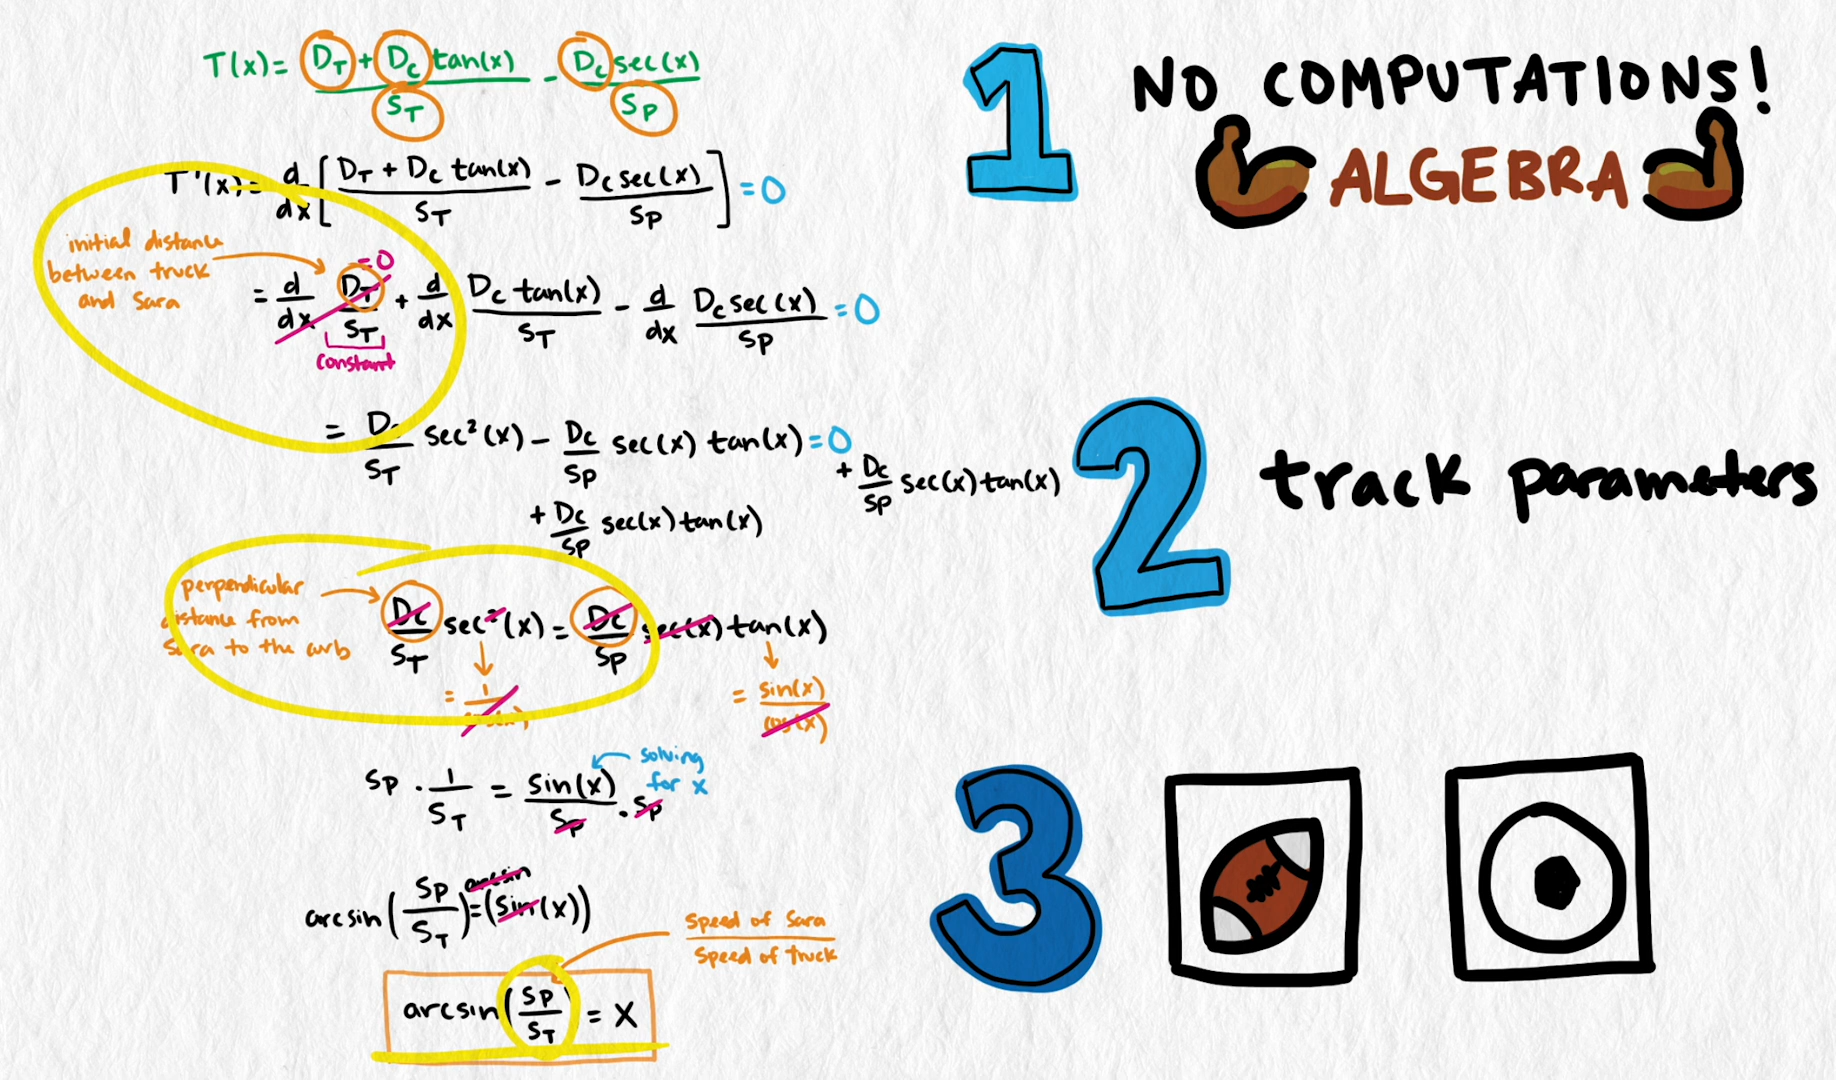 T(x) = D_T + D_C tan(x) / S_T - D_C sec(x) / S_P
T'(x) = d/dx [ D_T + D_C tan(x) / S_T - D_C sec(x) / S_P ] = 0
initial distance
between truck
and Sara
= d/dx D_T / S_T + d/dx D_C tan(x) / S_T - d/dx D_C sec(x) / S_P = 0
= 0
constant
= D_C / S_T sec²(x) - D_C / S_P sec(x) tan(x) = 0
+ D_C / S_P sec(x) tan(x)
+ D_C / S_P sec(x) tan(x)
perpendicular
distance from
Sara to the curb
D_C / S_T sec²(x) = D_C / S_P sec(x) tan(x)
= 1 / cos(x)
= sin(x) / cos(x)
solving
for x
S_P · 1 / S_T = sin(x) / S_P · S_P
arcsin( S_P / S_T ) = arcsin (sin(x))
Speed of Sara
Speed of truck
arcsin( S_P / S_T ) = x
1
NO COMPUTATIONS!
ALGEBRA
2
track parameters
3